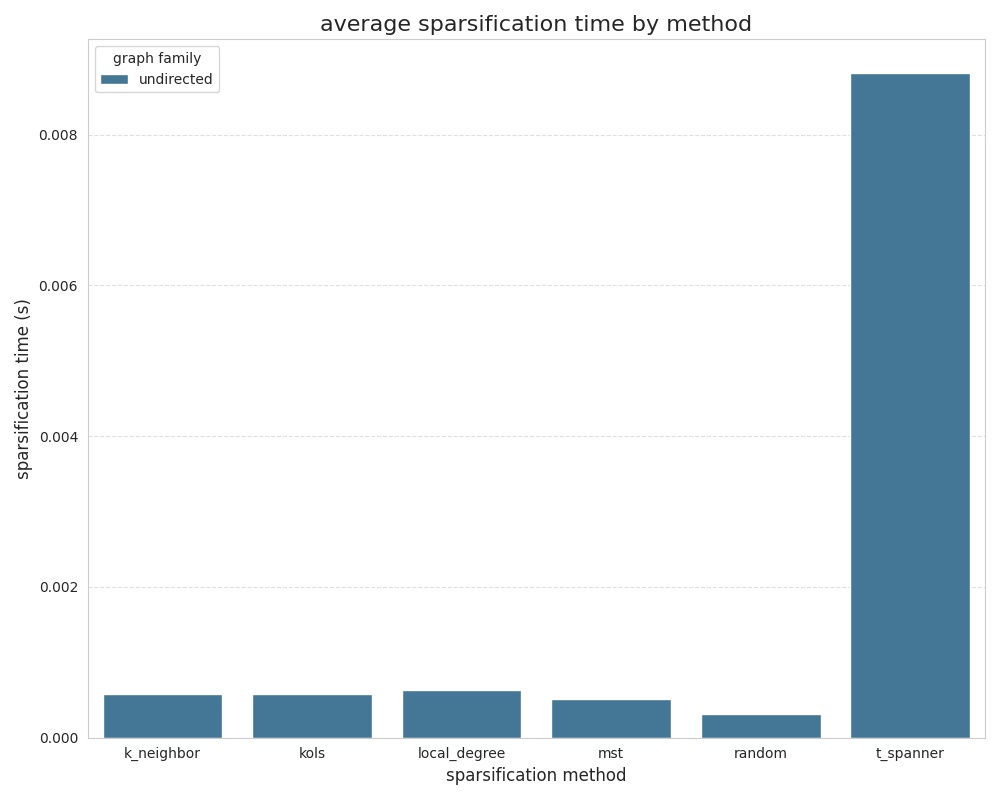 average sparsification time by method
graph family
undirected
sparsification time (s)
0.008
0.006
0.004
0.002
0.000
k_neighbor kols local_degree mst random t_spanner
sparsification method